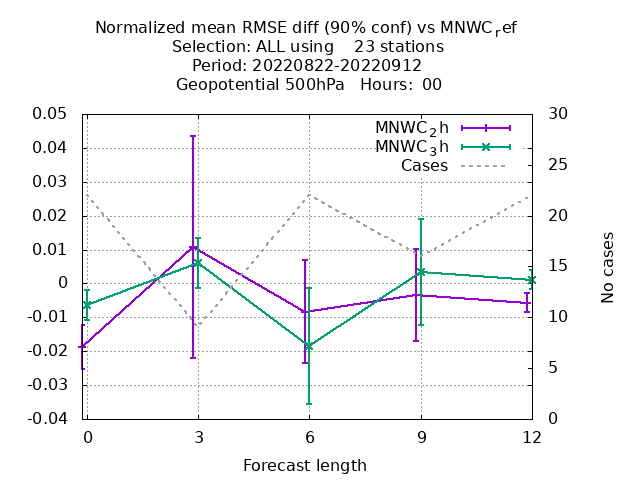 Normalized mean RMSE diff (90% conf) vs MNWC_ref
Selection: ALL using    23 stations
Period: 20220822-20220912
Geopotential 500hPa   Hours:  00
MNWC_2h
MNWC_3h
Cases
0.05
0.04
0.03
0.02
0.01
0
-0.01
-0.02
-0.03
-0.04
30
25
20
15
10
5
0
No cases
0
3
6
9
12
Forecast length